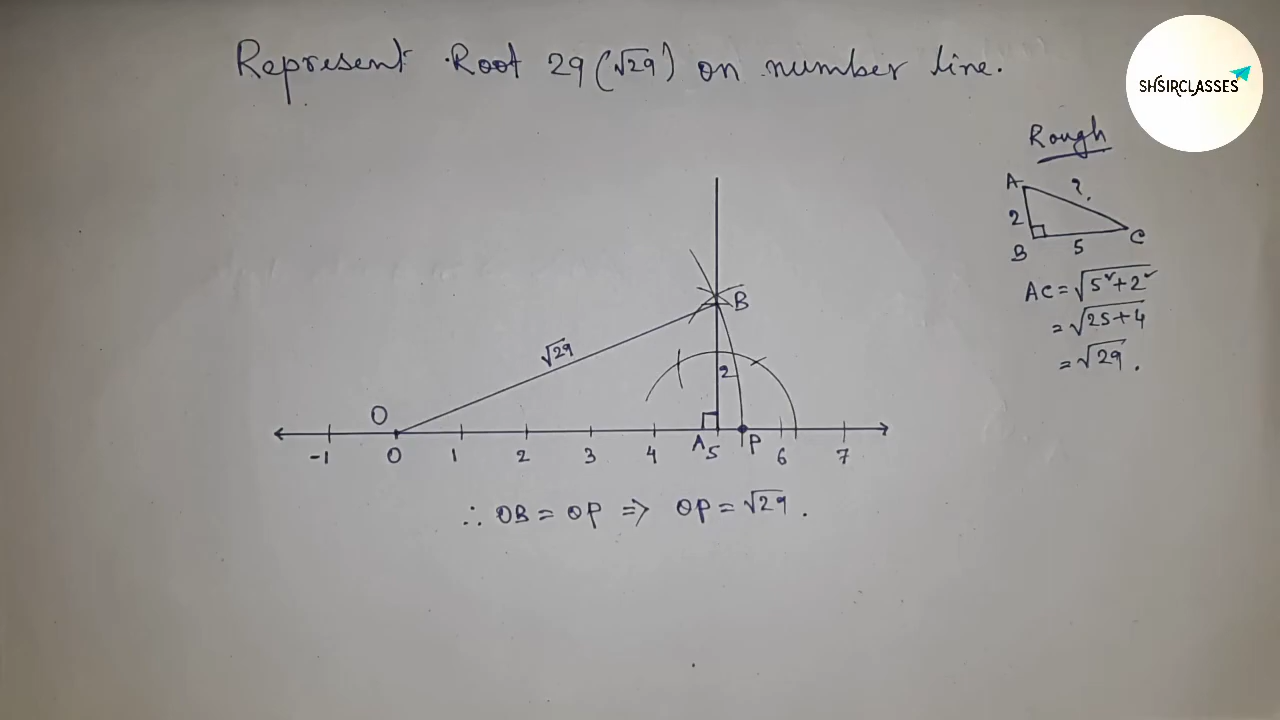 Represent Root 29 (√29) on number line.
SHSIRCLASSES
Rough
A ?
2
B 5 C
AC = √5²+2²
= √25+4
= √29.
B
√29
2
O
-1 0 1 2 3 4 A 5 P 6 7
∴ OB = OP ⇒ OP = √29.